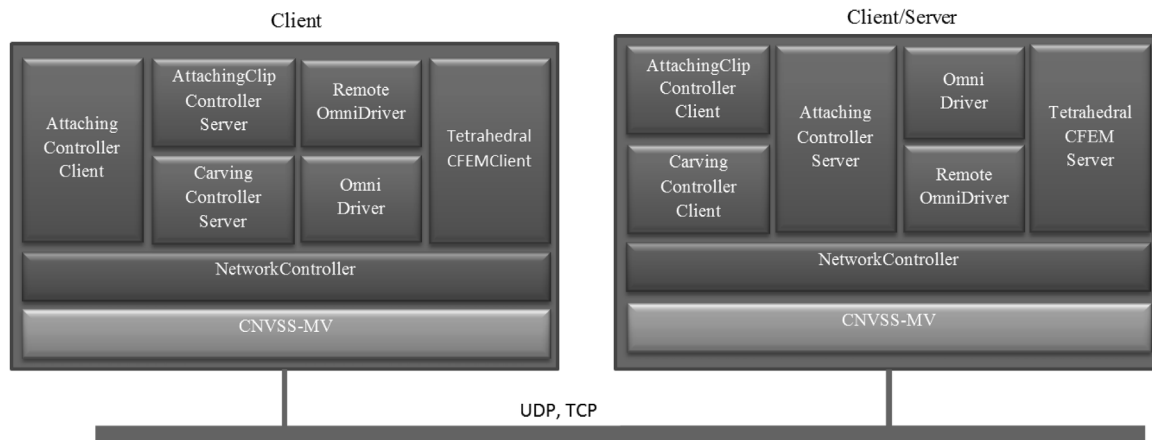 Client
Attaching
Controller
Client
AttachingClip
Controller
Server
Remote
OmniDriver
Tetrahedral
CFEMClient
Carving
Controller
Server
Omni
Driver
NetworkController
CNVSS-MV
Client/Server
AttachingClip
Controller
Client
Attaching
Controller
Server
Omni
Driver
Tetrahedral
CFEM
Server
Carving
Controller
Client
Remote
OmniDriver
NetworkController
CNVSS-MV
UDP, TCP